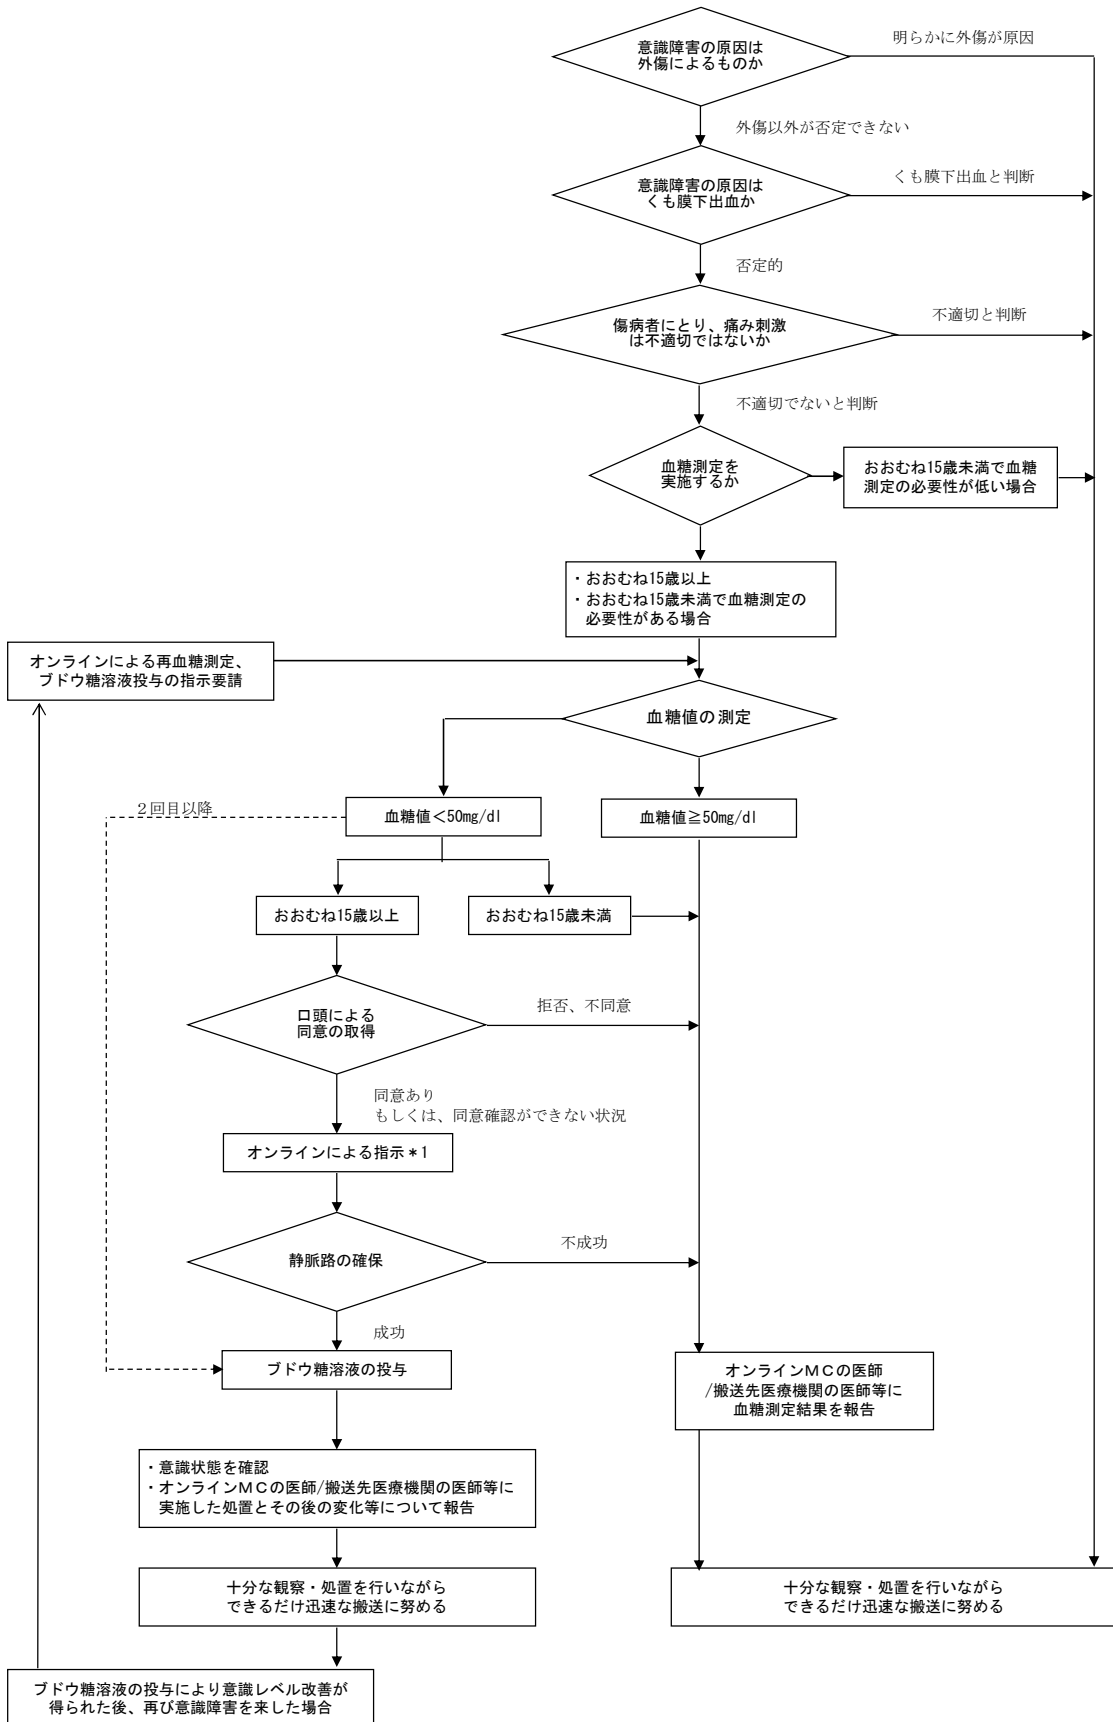 意識障害の原因は
外傷によるものか
明らかに外傷が原因
外傷以外が否定できない
意識障害の原因は
くも膜下出血か
くも膜下出血と判断
否定的
傷病者にとり、痛み刺激
は不適切ではないか
不適切と判断
不適切でないと判断
血糖測定を
実施するか
おおむね15歳未満で血糖
測定の必要性が低い場合
・おおむね15歳以上
・おおむね15歳未満で血糖測定の
必要性がある場合
オンラインによる再血糖測定、
ブドウ糖溶液投与の指示要請
血糖値の測定
2回目以降
血糖値<50mg/dl
血糖値≧50mg/dl
おおむね15歳以上
おおむね15歳未満
口頭による
同意の取得
拒否、不同意
同意あり
もしくは、同意確認ができない状況
オンラインによる指示*1
静脈路の確保
不成功
成功
ブドウ糖溶液の投与
オンラインMCの医師
/搬送先医療機関の医師等に
血糖測定結果を報告
・意識状態を確認
・オンラインMCの医師/搬送先医療機関の医師等に
実施した処置とその後の変化等について報告
十分な観察・処置を行いながら
できるだけ迅速な搬送に努める
十分な観察・処置を行いながら
できるだけ迅速な搬送に努める
ブドウ糖溶液の投与により意識レベル改善が
得られた後、再び意識障害を来した場合